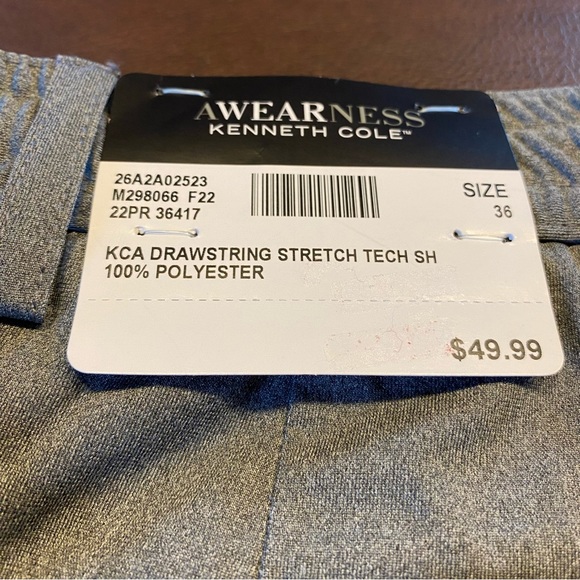 AWEARNESS
KENNETH COLE™
26A2A02523
M298066 F22
22PR 36417
SIZE
36
KCA DRAWSTRING STRETCH TECH SH
100% POLYESTER
$49.99